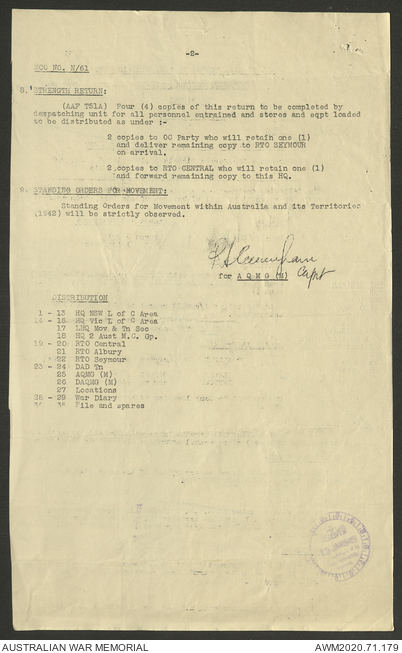 -2-
MCG NO. N/61
8. STRENGTH RETURN:
(AAF T51A) Four (4) copies of this return to be completed by
despatching unit for all personnel entrained and stores and eqpt loaded
to be distributed as under :-
2 copies to OC Party who will retain one (1)
and deliver remaining copy to RTO SEYMOUR
on arrival.
2 copies to RTO CENTRAL who will retain one (1)
and forward remaining copy to this HQ.
9. STANDING ORDERS FOR MOVEMENT:
Standing Orders for Movement within Australia and its Territories
(1942) will be strictly observed.
Capt
for A Q M G (M)
DISTRIBUTION
1 - 13 HQ NSW L of C Area
14 - 16 HQ Vic L of C Area
17 LHQ Mov & Tn Sec
18 HQ 2 Aust M.C. Gp.
19 - 20 RTO Central
21 RTO Albury
22 RTO Seymour
23 - 24 DAD Tn
25 AQMG (M)
26 DAQMG (M)
27 Locations
28 - 29 War Diary
File and spares
AUSTRALIAN WAR MEMORIAL
AWM2020.71.179